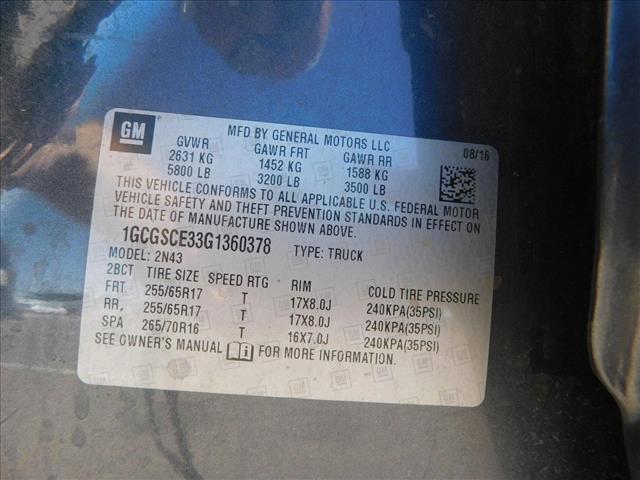 GM
MFD BY GENERAL MOTORS LLC
08/16
GVWR GAWR FRT GAWR RR
2631 KG 1452 KG 1588 KG
5800 LB 3200 LB 3500 LB
THIS VEHICLE CONFORMS TO ALL APPLICABLE U.S. FEDERAL MOTOR
VEHICLE SAFETY AND THEFT PREVENTION STANDARDS IN EFFECT ON
THE DATE OF MANUFACTURE SHOWN ABOVE.
1GCGSCE33G1360378 TYPE: TRUCK
MODEL: 2N43
2BCT TIRE SIZE SPEED RTG RIM COLD TIRE PRESSURE
FRT 255/65R17 T 17X8.0J 240KPA(35PSI)
RR, 255/65R17 T 17X8.0J 240KPA(35PSI)
SPA 265/70R16 T 16X7.0J 240KPA(35PSI)
SEE OWNER'S MANUAL FOR MORE INFORMATION.